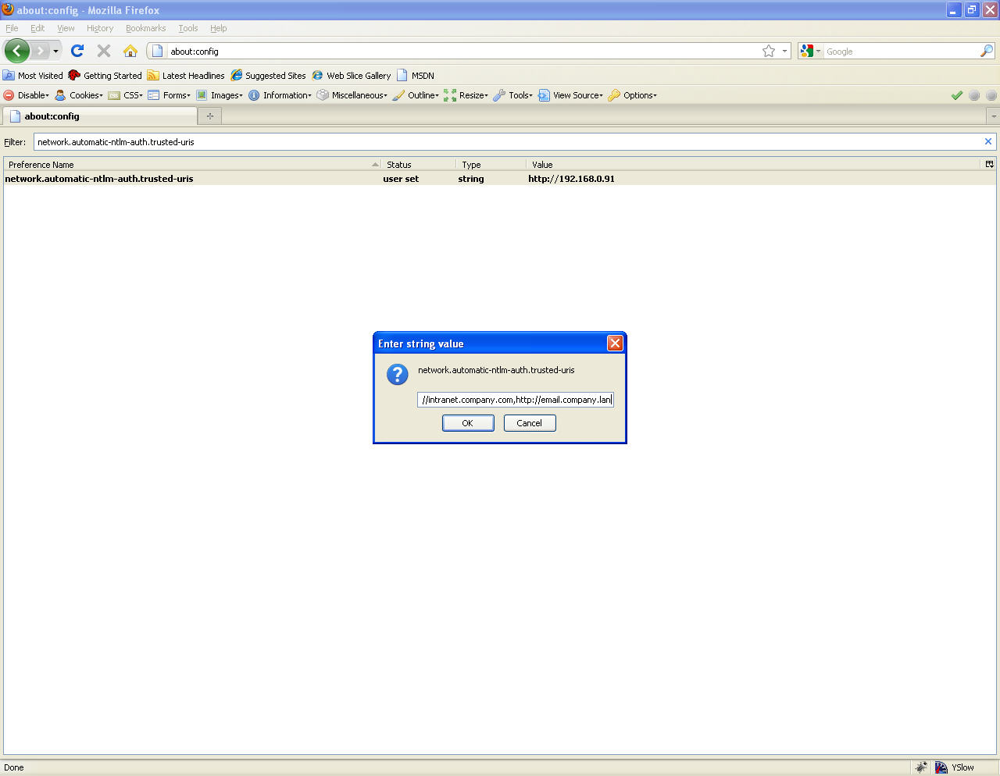 about:config - Mozilla Firefox
File Edit View History Bookmarks Tools Help
about:config Google
Most Visited Getting Started Latest Headlines Suggested Sites Web Slice Gallery MSDN
Disable Cookies CSS Forms Images Information Miscellaneous Outline Resize Tools View Source Options
about:config
Filter: network.automatic-ntlm-auth.trusted-uris
Preference Name Status Type Value
network.automatic-ntlm-auth.trusted-uris user set string http://192.168.0.91
Enter string value
network.automatic-ntlm-auth.trusted-uris
//intranet.company.com,http://email.company.lan
OK Cancel
Done YSlow